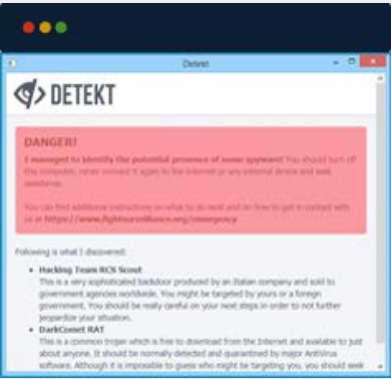 Detekt
DETEKT
DANGER!
I managed to identify the potential presence of some spyware! You should turn off
this computer, never connect it again to the Internet or any external device and seek
assistance.
You can find additional instructions on what to do next and on how to get in contact with
us at https://www.fightsurveillance.org/emergency
Following is what I discovered:
Hacking Team RCS Scout
This is a very sophisticated backdoor produced by an Italian company and sold to
government agencies worldwide. You might be targeted by yours or a foreign
government. You should be really careful on your next steps in order to not further
jeopardize your situation.
DarkComet RAT
This is a common trojan which is free to download from the Internet and available to just
about anyone. It should be normally detected and quarantined by major AntiVirus
software. Although it is impossible to guess who might be targeting you, you should seek